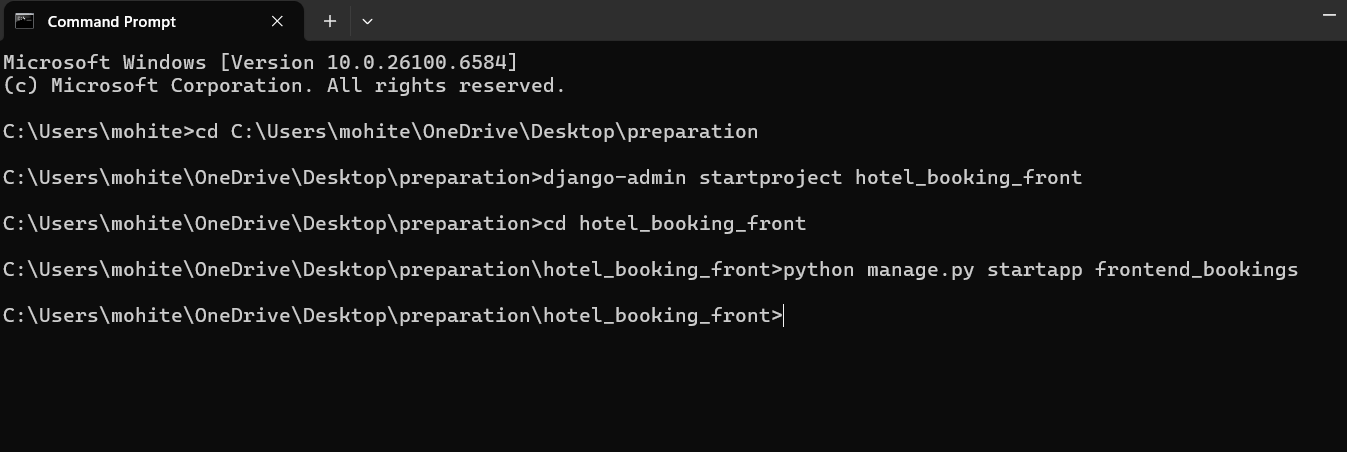 Command Prompt
Microsoft Windows [Version 10.0.26100.6584]
(c) Microsoft Corporation. All rights reserved.
C:\Users\mohite>cd C:\Users\mohite\OneDrive\Desktop\preparation
C:\Users\mohite\OneDrive\Desktop\preparation>django-admin startproject hotel_booking_front
C:\Users\mohite\OneDrive\Desktop\preparation>cd hotel_booking_front
C:\Users\mohite\OneDrive\Desktop\preparation\hotel_booking_front>python manage.py startapp frontend_bookings
C:\Users\mohite\OneDrive\Desktop\preparation\hotel_booking_front>